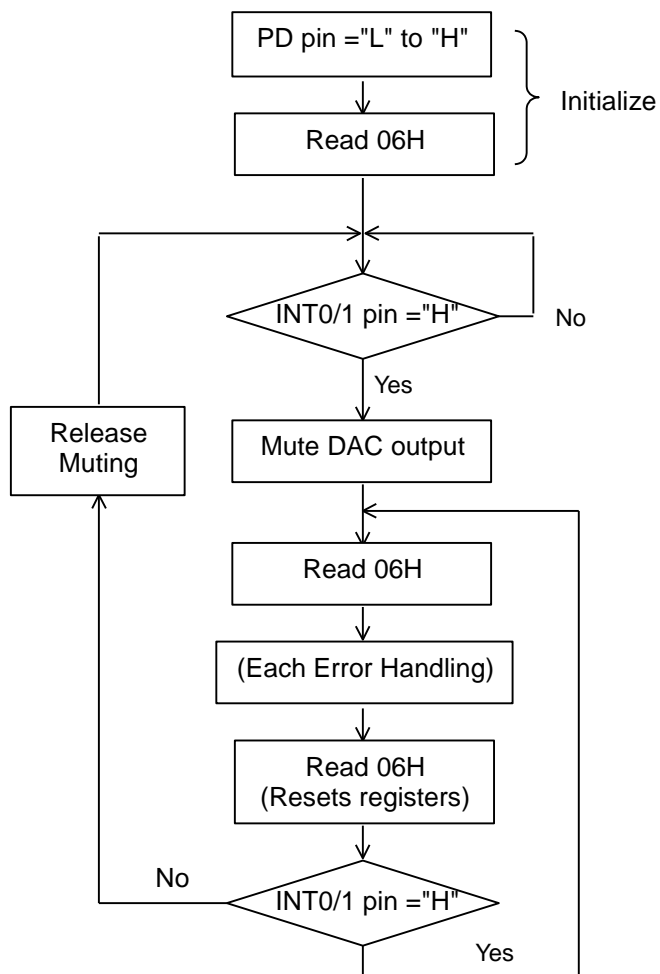 PD pin ="L" to "H"
Initialize
Read 06H
INT0/1 pin ="H"
No
Yes
Release
Muting
Mute DAC output
Read 06H
(Each Error Handling)
Read 06H
(Resets registers)
No
INT0/1 pin ="H"
Yes